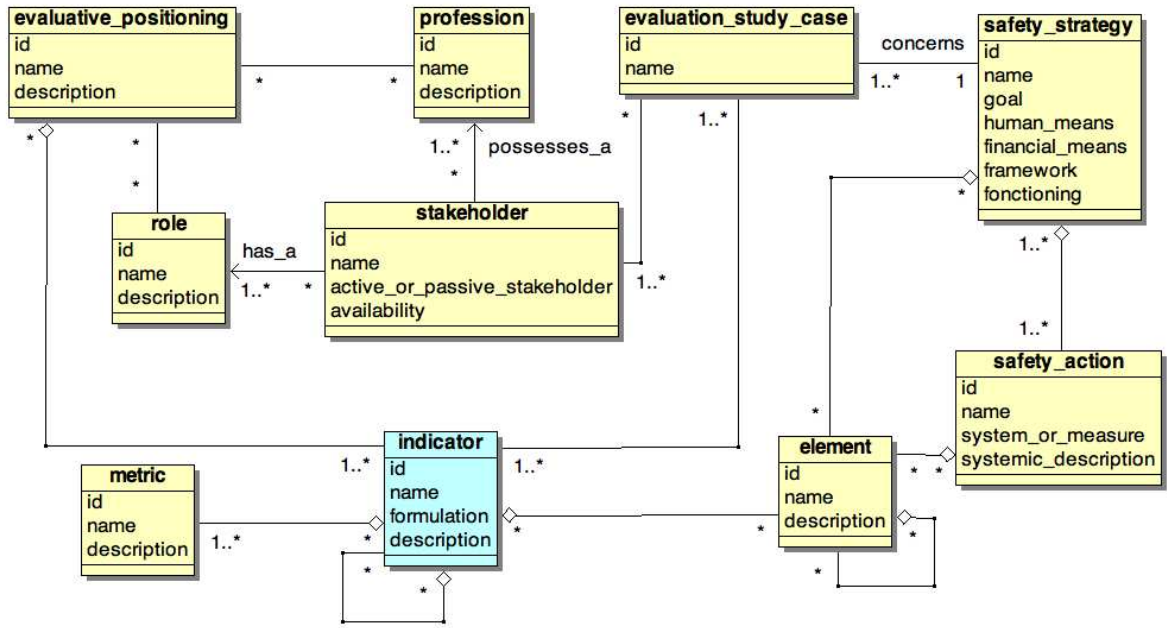 evaluative_positioning
id
name
description
profession
id
name
description
evaluation_study_case
id
name
safety_strategy
id
name
goal
human_means
financial_means
framework
fonctioning
concerns
1..*
1
*
*
*
*
*
1..*
possesses_a
*
*
1..*
*
role
id
name
description
has_a
1..*
*
stakeholder
id
name
active_or_passive_stakeholder
availability
1..*
*
1..*
1..*
safety_action
id
name
system_or_measure
systemic_description
*
indicator
id
name
formulation
description
1..*
1..*
element
id
name
description
*
*
metric
id
name
description
1..*
*
*
*
*
*
*
*